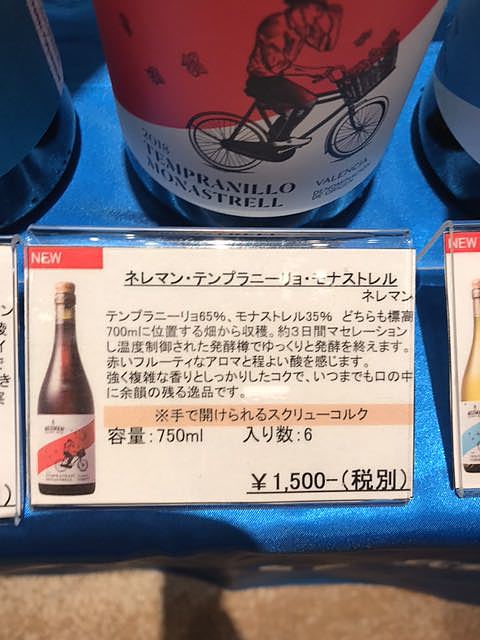 2018
TEMPRANILLO
MONASTRELL
VALENCIA
NEW
ネレマン・テンプラニーリョ・モナストレル
ネレマン
テンプラニーリョ65%、モナストレル35% どちらも標高
700mに位置する畑から収穫。約3日間マセレーション
し温度制御された発酵樽でゆっくりと発酵を終えます。
赤いフルーティなアロマと程よい酸を感じます。
強く複雑な香りとしっかりしたコクで、いつまでも口の中
に余韻の残る逸品です。
※手で開けられるスクリューコルク
容量：750ml 入り数：6
￥1,500-(税別)
NEW